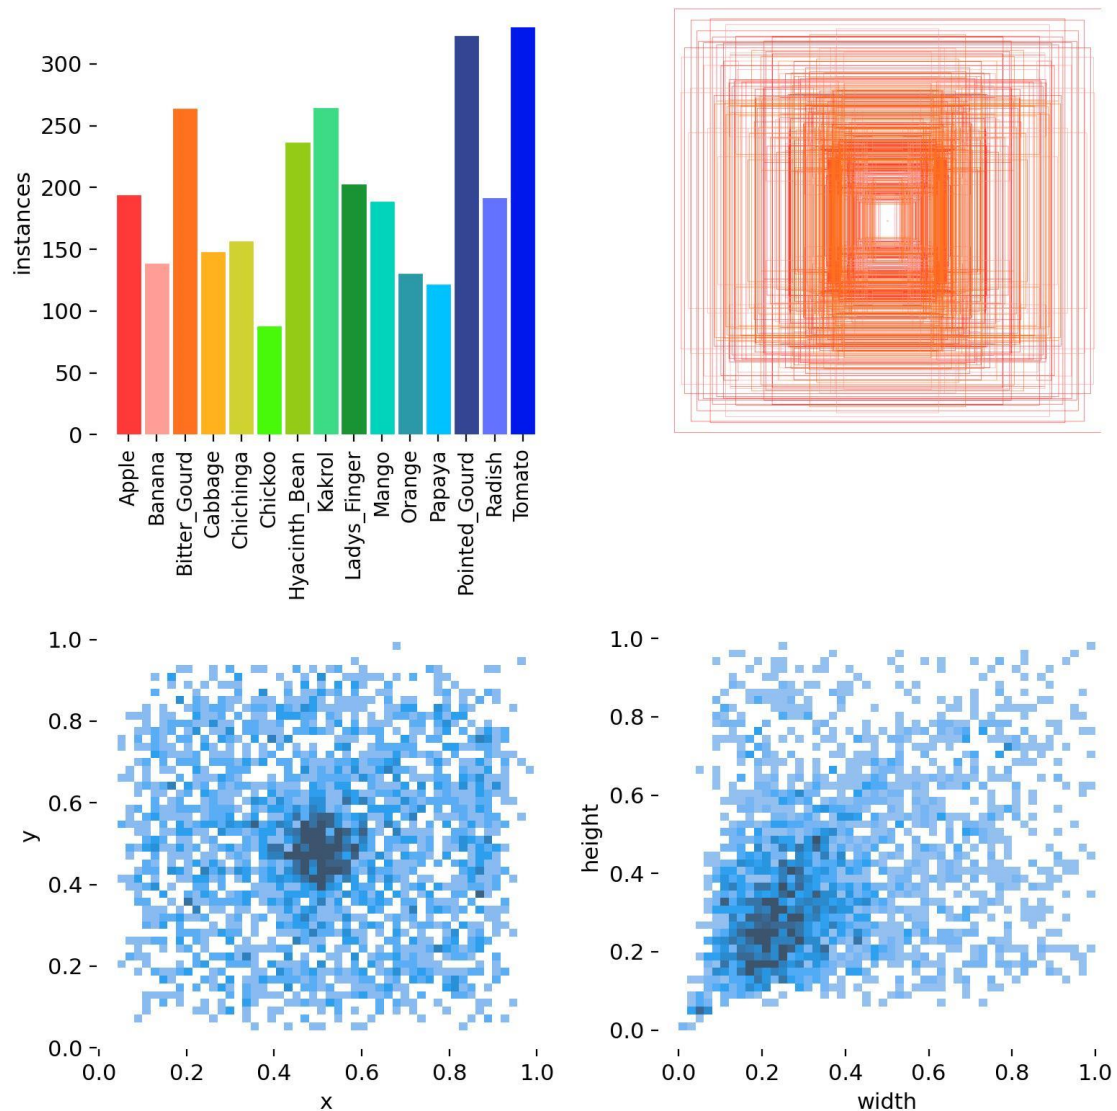 300
250
200
150
100
50
0
instances
Apple
Banana
Bitter_Gourd
Cabbage
Chichinga
Chickoo
Hyacinth_Bean
Kakrol
Ladys_Finger
Mango
Orange
Papaya
Pointed_Gourd
Radish
Tomato
1.0
0.8
0.6
0.4
0.2
0.0
y
0.0 0.2 0.4 0.6 0.8 1.0
x
1.0
0.8
0.6
0.4
0.2
0.0
height
0.0 0.2 0.4 0.6 0.8 1.0
width